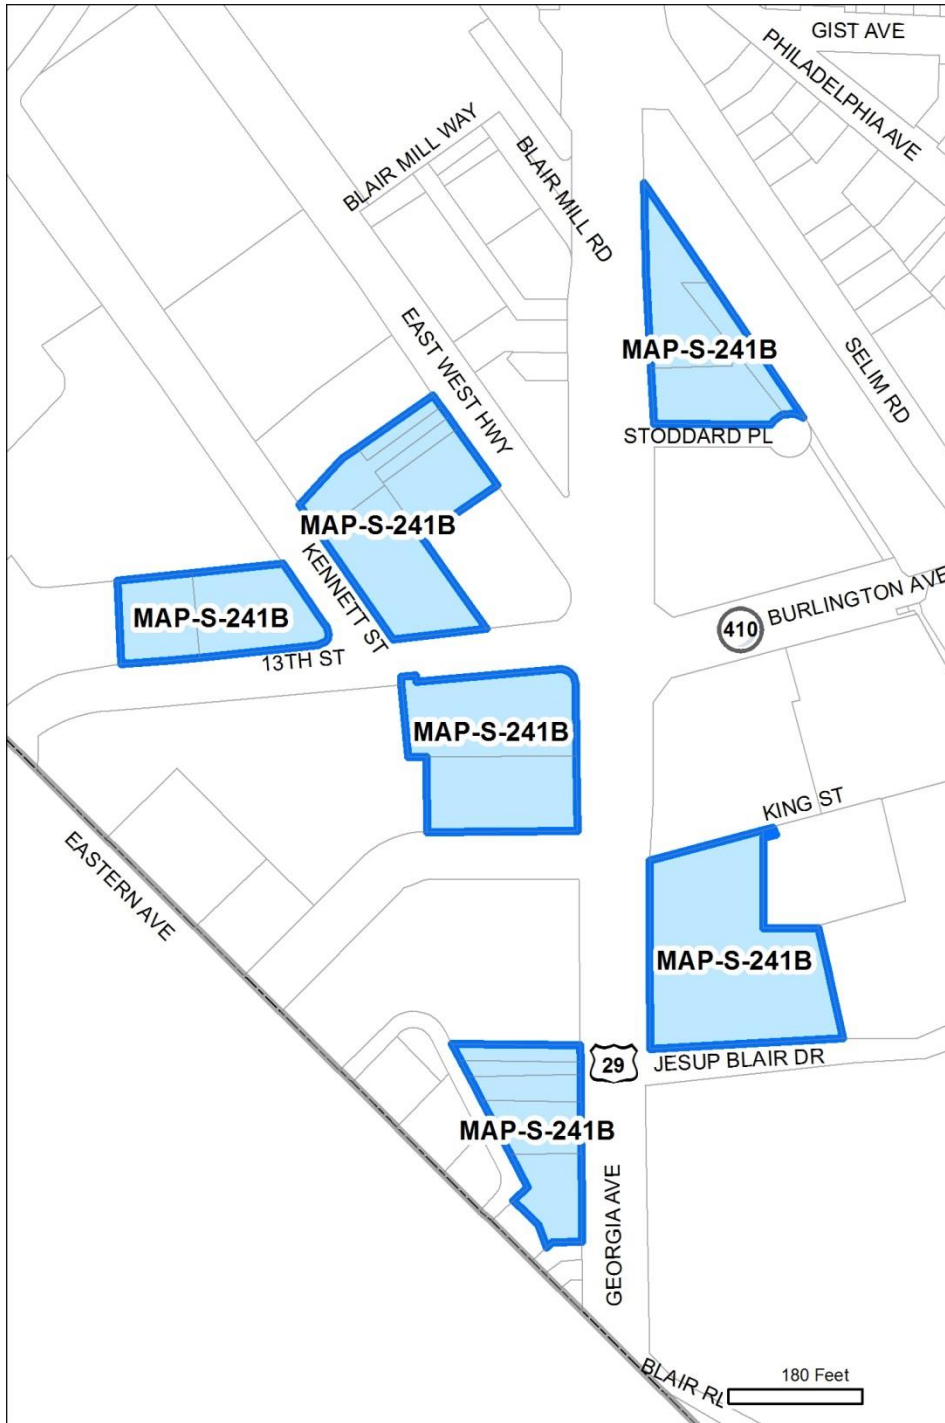 GIST AVE
PHILADELPHIA AVE
BLAIR MILL WAY
BLAIR MILL RD
EAST WEST HWY
MAP-S-241B
SELIM RD
STODDARD PL
MAP-S-241B
KENNETT ST
MAP-S-241B
13TH ST
410
BURLINGTON AVE
MAP-S-241B
KING ST
EASTERN AVE
MAP-S-241B
29
JESUP BLAIR DR
MAP-S-241B
GEORGIA AVE
BLAIR RD
180 Feet